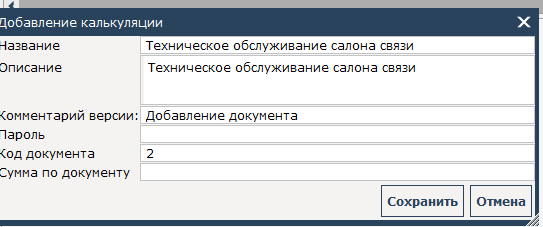 Добавление калькуляции
Название Техническое обслуживание салона связи
Описание Техническое обслуживание салона связи
Комментарий версии: Добавление документа
Пароль
Код документа 2
Сумма по документу
Сохранить Отмена